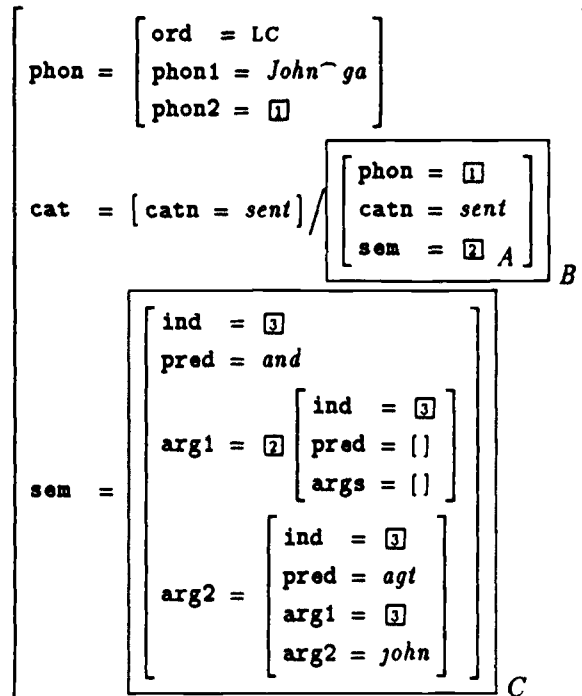 ord = LC
phon = phon1 = John⌢ga
phon2 = 1
phon = 1
cat = [ catn = sent ] / catn = sent
sem = 2 A
B
ind = 3
pred = and
ind = 3
arg1 = 2 pred = [ ]
args = [ ]
sem =
ind = 3
pred = agt
arg2 = arg1 = 3
arg2 = john
C